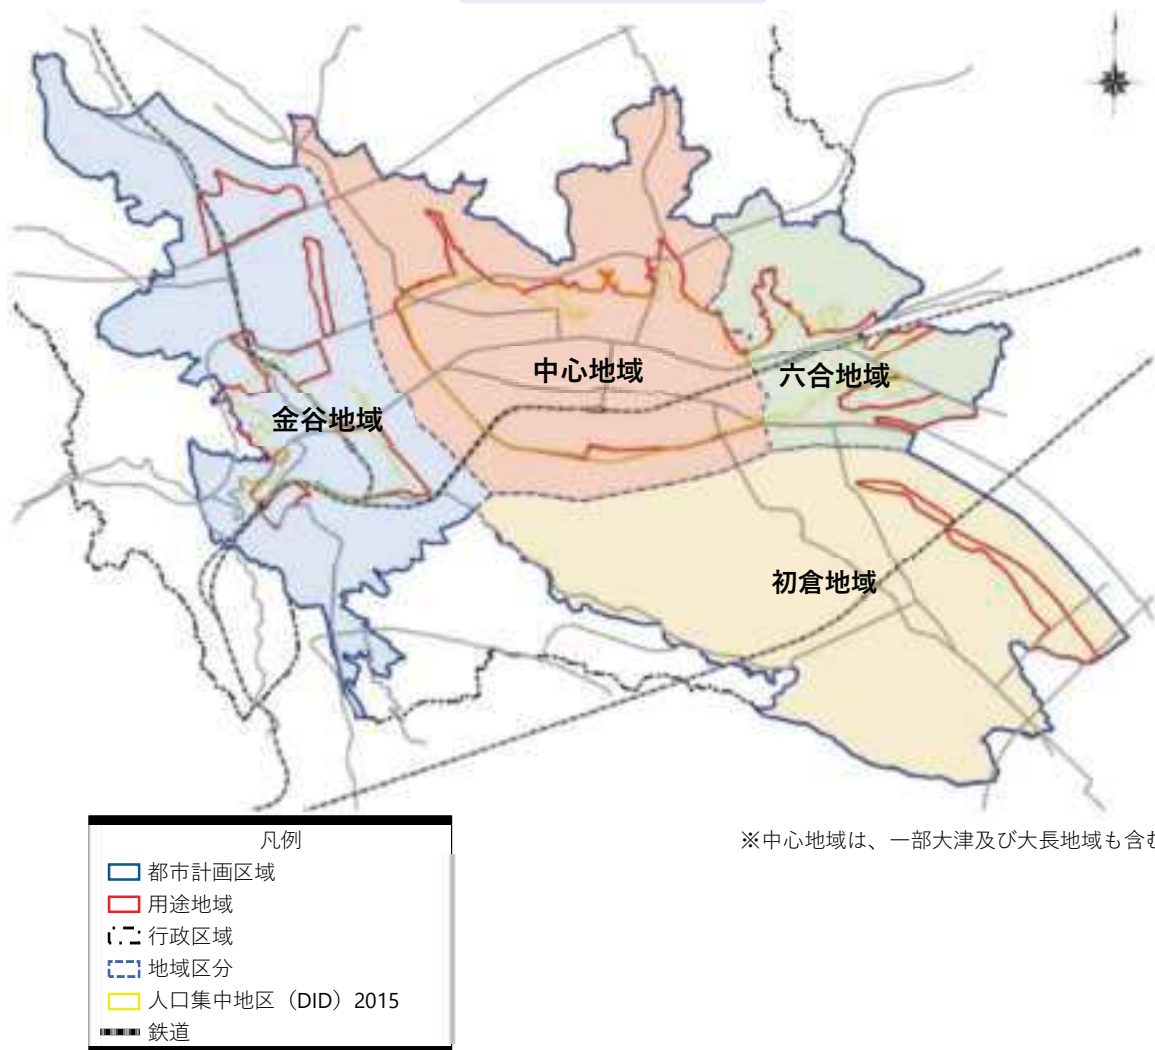 中心地域
六合地域
金谷地域
初倉地域
※中心地域は、一部大津及び大長地域も含む
凡例
都市計画区域
用途地域
行政区域
地域区分
人口集中地区（DID）2015
鉄道